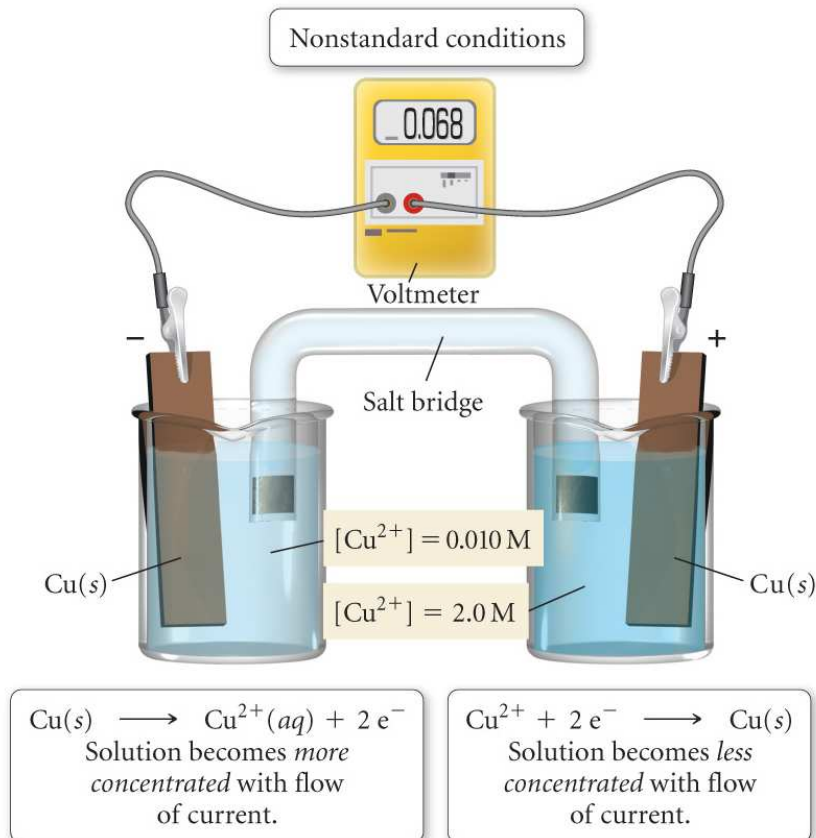 Nonstandard conditions
_ 0.068
Voltmeter
− +
Salt bridge
[Cu²⁺] = 0.010 M
Cu(s) Cu(s)
[Cu²⁺] = 2.0 M
Cu(s) ⟶ Cu²⁺(aq) + 2 e⁻
Solution becomes more
concentrated with flow
of current.
Cu²⁺ + 2 e⁻ ⟶ Cu(s)
Solution becomes less
concentrated with flow
of current.